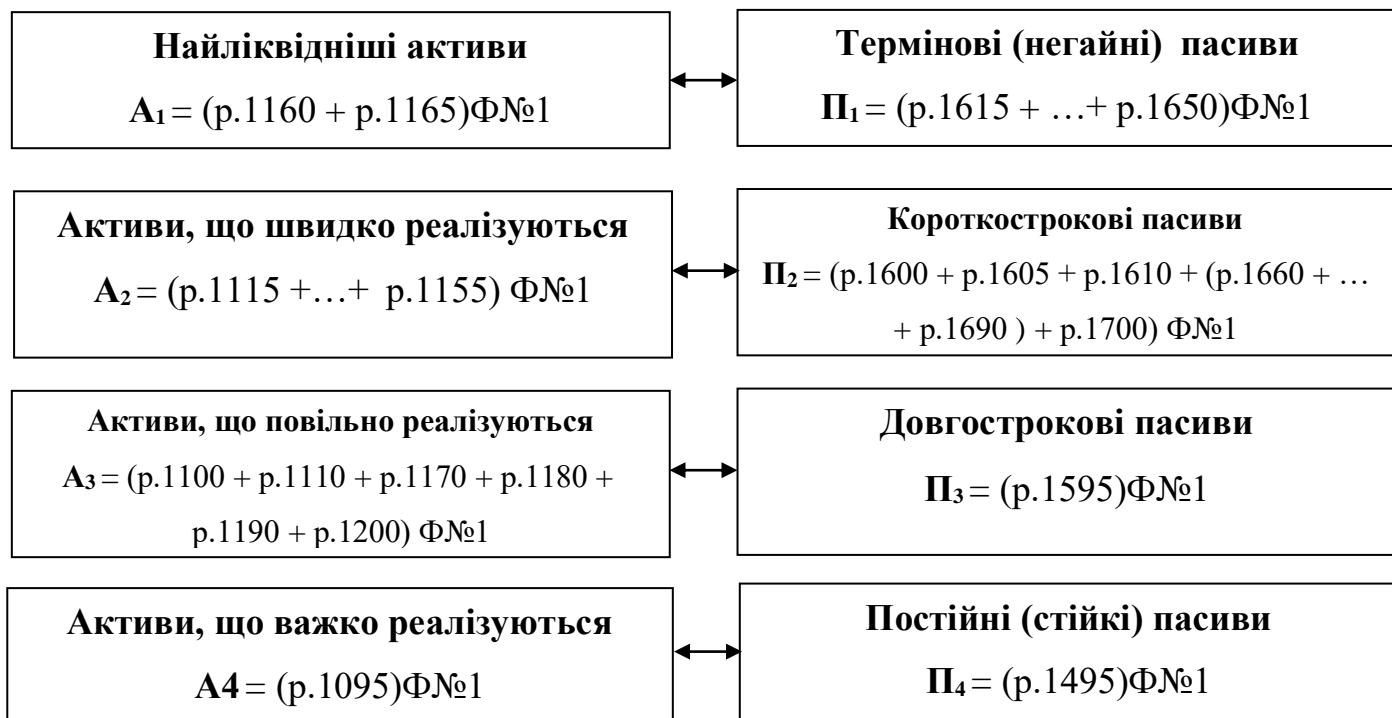 Найліквідніші активи
А₁ = (р.1160 + р.1165)Ф№1
Термінові (негайні) пасиви
П₁ = (р.1615 + …+ р.1650)Ф№1
Активи, що швидко реалізуються
А₂ = (р.1115 +…+ р.1155) Ф№1
Короткострокові пасиви
П₂ = (р.1600 + р.1605 + р.1610 + (р.1660 + …
+ р.1690 ) + р.1700) Ф№1
Активи, що повільно реалізуються
А₃ = (р.1100 + р.1110 + р.1170 + р.1180 +
р.1190 + р.1200) Ф№1
Довгострокові пасиви
П₃ = (р.1595)Ф№1
Активи, що важко реалізуються
А4 = (р.1095)Ф№1
Постійні (стійкі) пасиви
П₄ = (р.1495)Ф№1